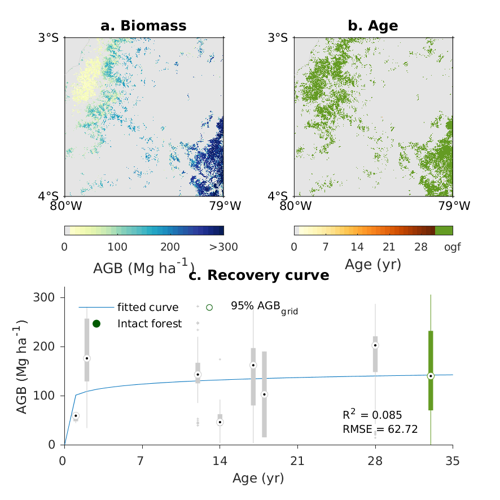 a. Biomass
b. Age
3°S
3°S
4°S
4°S
80°W
79°W
80°W
79°W
0
100
200
>300
0
7
14
21
28
ogf
AGB (Mg ha⁻¹)
Age (yr)
c. Recovery curve
300
200
100
0
AGB (Mg ha⁻¹)
fitted curve
95% AGB_grid
Intact forest
R² = 0.085
RMSE = 62.72
0
7
14
21
28
35
Age (yr)